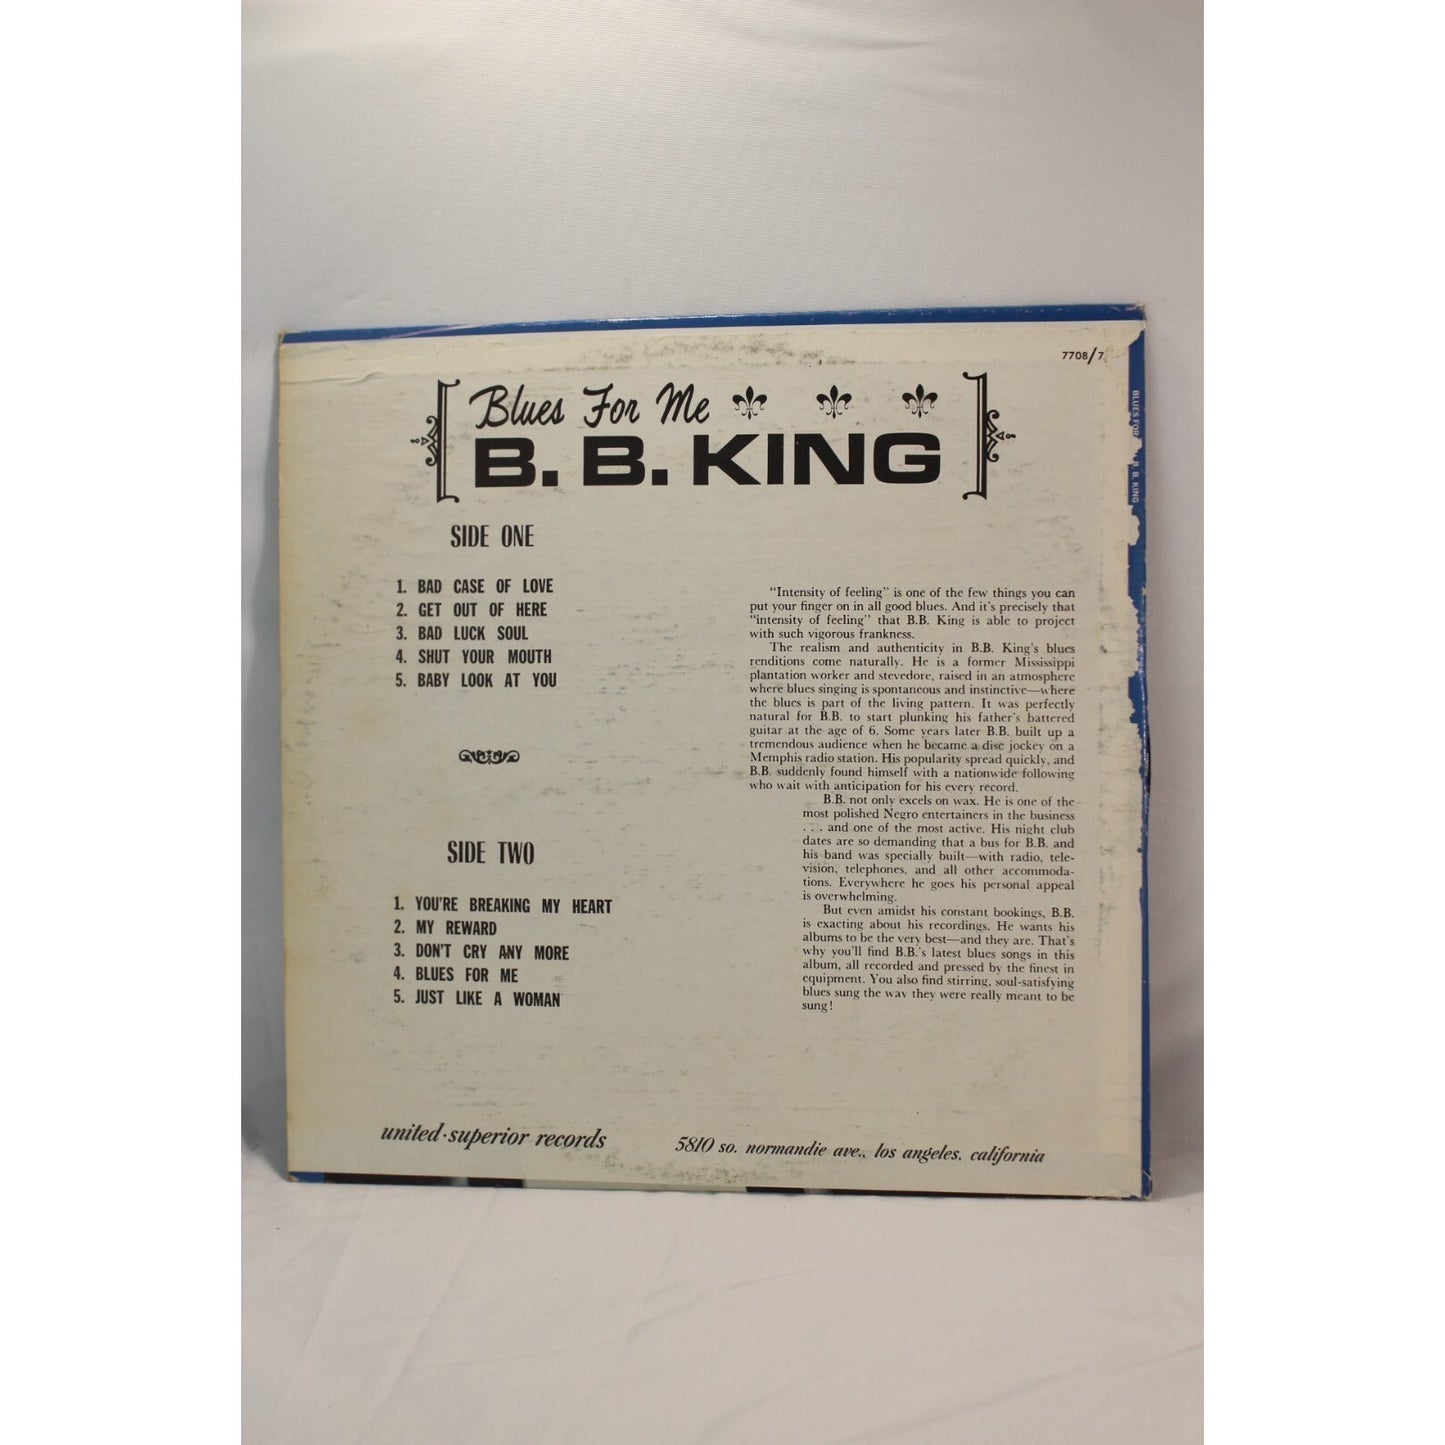 7708/7
Blues For Me
B. B. KING
SIDE ONE
1. BAD CASE OF LOVE
2. GET OUT OF HERE
3. BAD LUCK SOUL
4. SHUT YOUR MOUTH
5. BABY LOOK AT YOU
SIDE TWO
1. YOU'RE BREAKING MY HEART
2. MY REWARD
3. DON'T CRY ANY MORE
4. BLUES FOR ME
5. JUST LIKE A WOMAN
"Intensity of feeling" is one of the few things you can
put your finger on in all good blues. And it's precisely that
"intensity of feeling" that B.B. King is able to project
with such vigorous frankness.
The realism and authenticity in B.B. King's blues
renditions come naturally. He is a former Mississippi
plantation worker and stevedore, raised in an atmosphere
where blues singing is spontaneous and instinctive—where
the blues is part of the living pattern. It was perfectly
natural for B.B. to start plunking his father's battered
guitar at the age of 6. Some years later B.B. built up a
tremendous audience when he became a disc jockey on a
Memphis radio station. His popularity spread quickly, and
B.B. suddenly found himself with a nationwide following
who wait with anticipation for his every record.
B.B. not only excels on wax. He is one of the
most polished Negro entertainers in the business
. . . and one of the most active. His night club
dates are so demanding that a bus for B.B. and
his band was specially built—with radio, tele-
vision, telephones, and all other accommoda-
tions. Everywhere he goes his personal appeal
is overwhelming.
But even amidst his constant bookings, B.B.
is exacting about his recordings. He wants his
albums to be the very best—and they are. That's
why you'll find B.B.'s latest blues songs in this
album, all recorded and pressed by the finest in
equipment. You also find stirring, soul-satisfying
blues sung the way they were really meant to be
sung!
united·superior records
5810 so. normandie ave., los angeles, california
BLUES FOR
B. B. KING